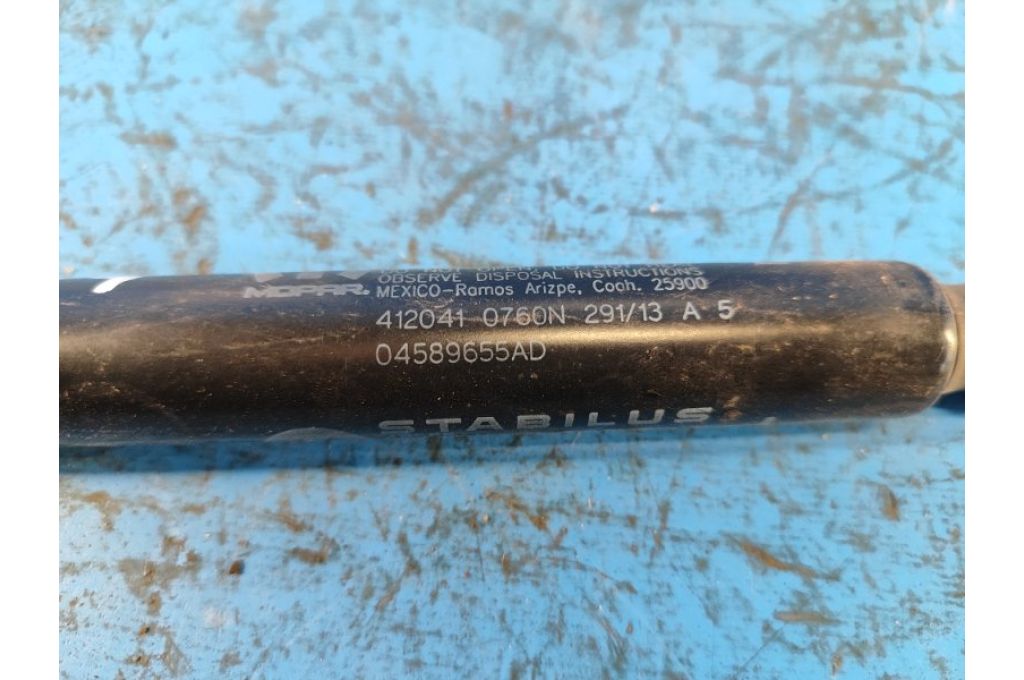 OBSERVE DISPOSAL INSTRUCTIONS
MOPAR® MEXICO-Ramos Arizpe, Coah. 25900
412041 0760N 291/13 A 5
04589655AD
STABILUS